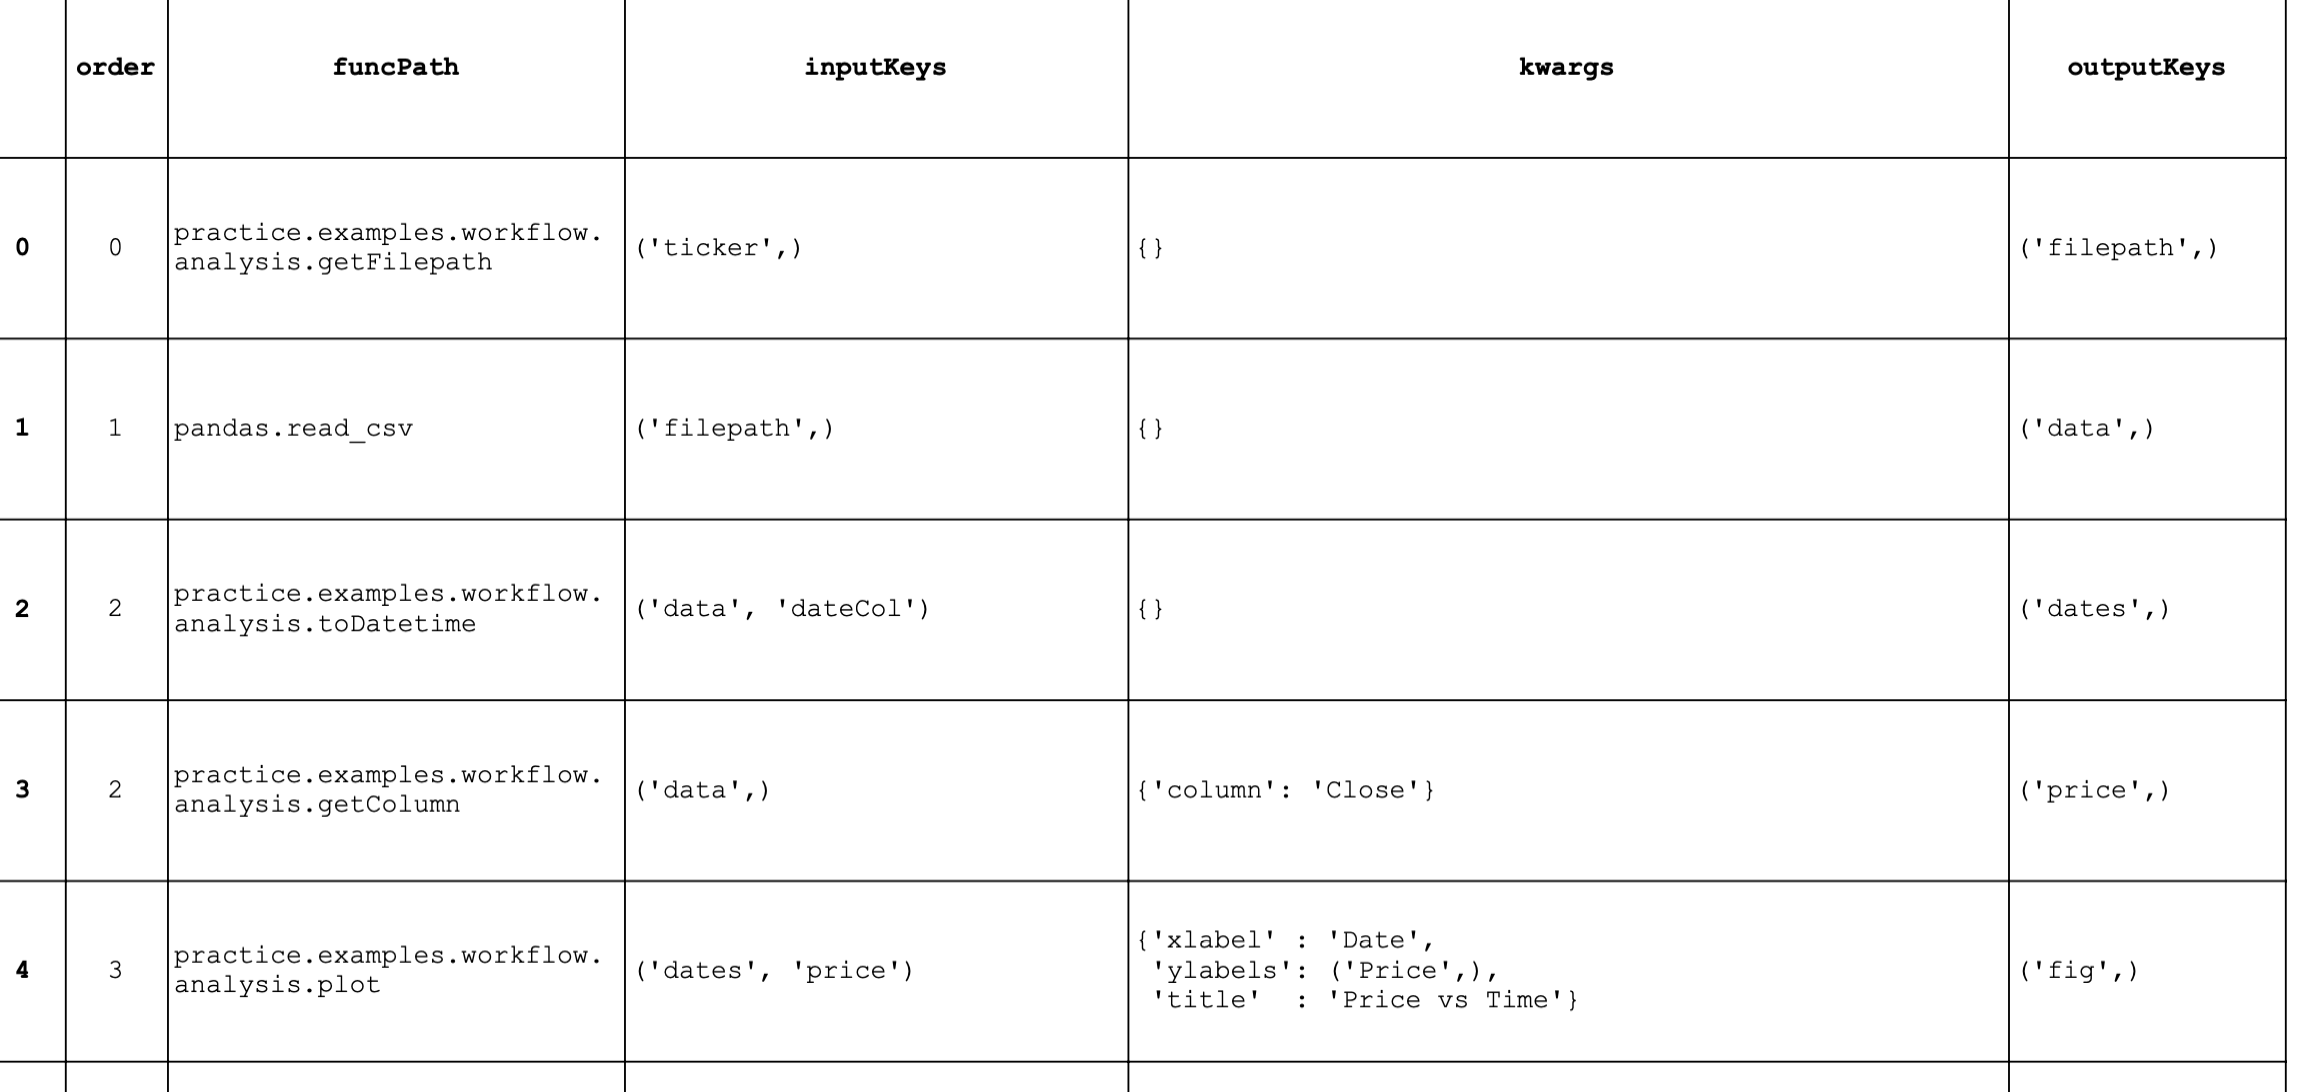 order funcPath inputKeys kwargs outputKeys
0 0 practice.examples.workflow. ('ticker',) {} ('filepath',)
analysis.getFilepath
1 1 pandas.read_csv ('filepath',) {} ('data',)
2 2 practice.examples.workflow. ('data', 'dateCol') {} ('dates',)
analysis.toDatetime
3 2 practice.examples.workflow. ('data',) {'column': 'Close'} ('price',)
analysis.getColumn
4 3 practice.examples.workflow. ('dates', 'price') {'xlabel' : 'Date', ('fig',)
analysis.plot 'ylabels': ('Price',),
'title'  : 'Price vs Time'}